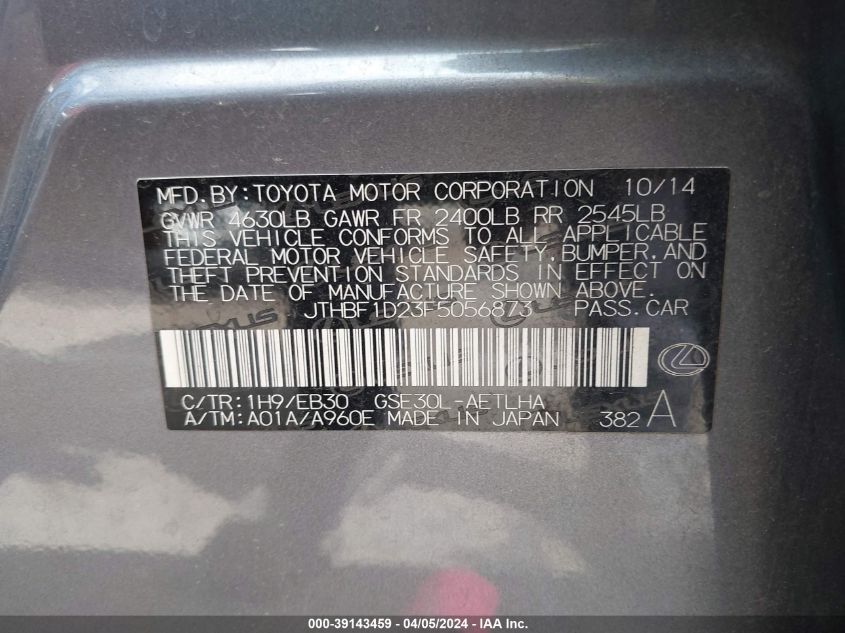 MFD.BY:TOYOTA MOTOR CORPORATION 10/14
GVWR 4630LB GAWR FR 2400LB RR 2545LB
THIS VEHICLE CONFORMS TO ALL APPLICABLE
FEDERAL MOTOR VEHICLE SAFETY,BUMPER,AND
THEFT PREVENTION STANDARDS IN EFFECT ON
THE DATE OF MANUFACTURE SHOWN ABOVE.
JTHBF1D23F5056873 PASS.CAR
C/TR:1H9/EB30 GSE30L-AETLHA
A/TM:A01A/A960E MADE IN JAPAN 382 A
000-39143459 - 04/05/2024 - IAA Inc.